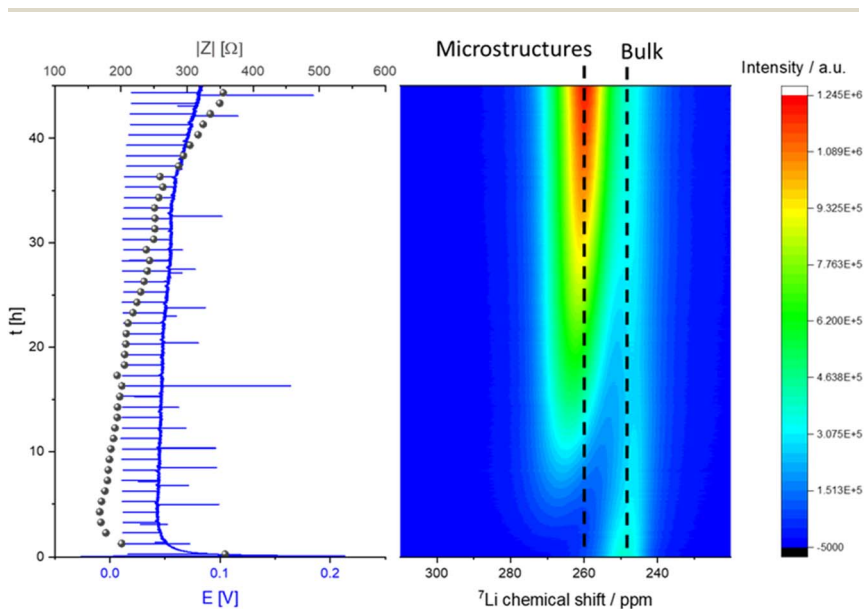 |Z| [Ω]
100 200 300 400 500 600
Microstructures Bulk
Intensity / a.u.
t [h]
40
30
20
10
0
0.0 0.1 0.2
E [V]
300 280 260 240
⁷Li chemical shift / ppm
1.245E+6
1.089E+6
9.325E+5
7.763E+5
6.200E+5
4.638E+5
3.075E+5
1.513E+5
-5000